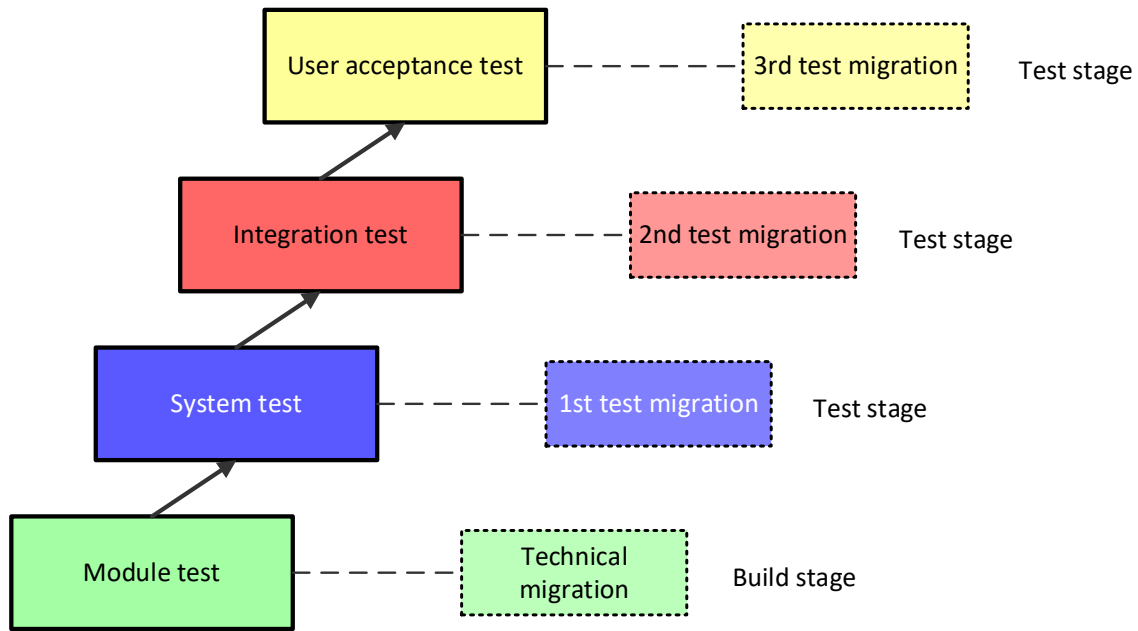 User acceptance test
3rd test migration
Test stage
Integration test
2nd test migration
Test stage
System test
1st test migration
Test stage
Module test
Technical
migration
Build stage